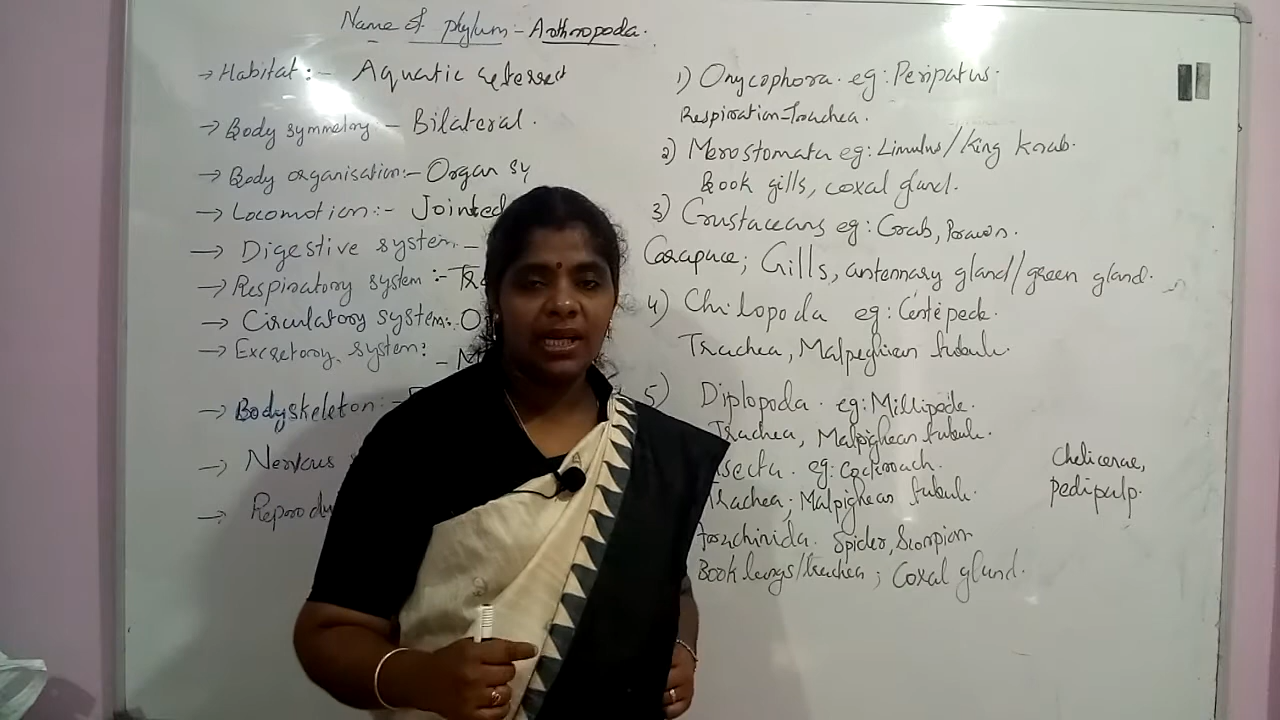 Name of phylum - Arthropoda.
→ Habitat :- Aquatic
→ Body symmetry - Bilateral.
→ Body organisation:- Organ sy
→ Locomotion:- Jointed
→ Digestive system -
→ Respiratory system :- Tra
→ Circulatory system:- O
→ Excretory system:
- M
→ Bodyskeleton:-
→ Nervous
→ Reprodu
1) Onycophora. eg: Peripatus.
Respiration-Trachea.
2) Merostomata eg: Limulus/King krab.
Book gills, coxal gland.
3) Crustaceans eg: Crab, Prawn.
Carapace; Gills, antennary gland/green gland.
4) Chilopoda eg: Centepede.
Trachea, Malpeghian tubule.
5) Diplopoda. eg: Millipede.
Trachea, Malpighean tubule.
secta. eg: Cockroach.
Trachea; Malpighean tubule.
Arachinida. Spider, Scorpion
Book lungs/trachea; Coxal gland.
Chelicerae,
pedipalp.